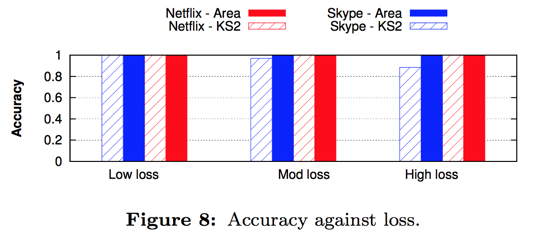 Netflix - Area Skype - Area
Netflix - KS2 Skype - KS2
1
0.8
0.6
0.4
0.2
0
Accuracy
Low loss Mod loss High loss
Figure 8: Accuracy against loss.